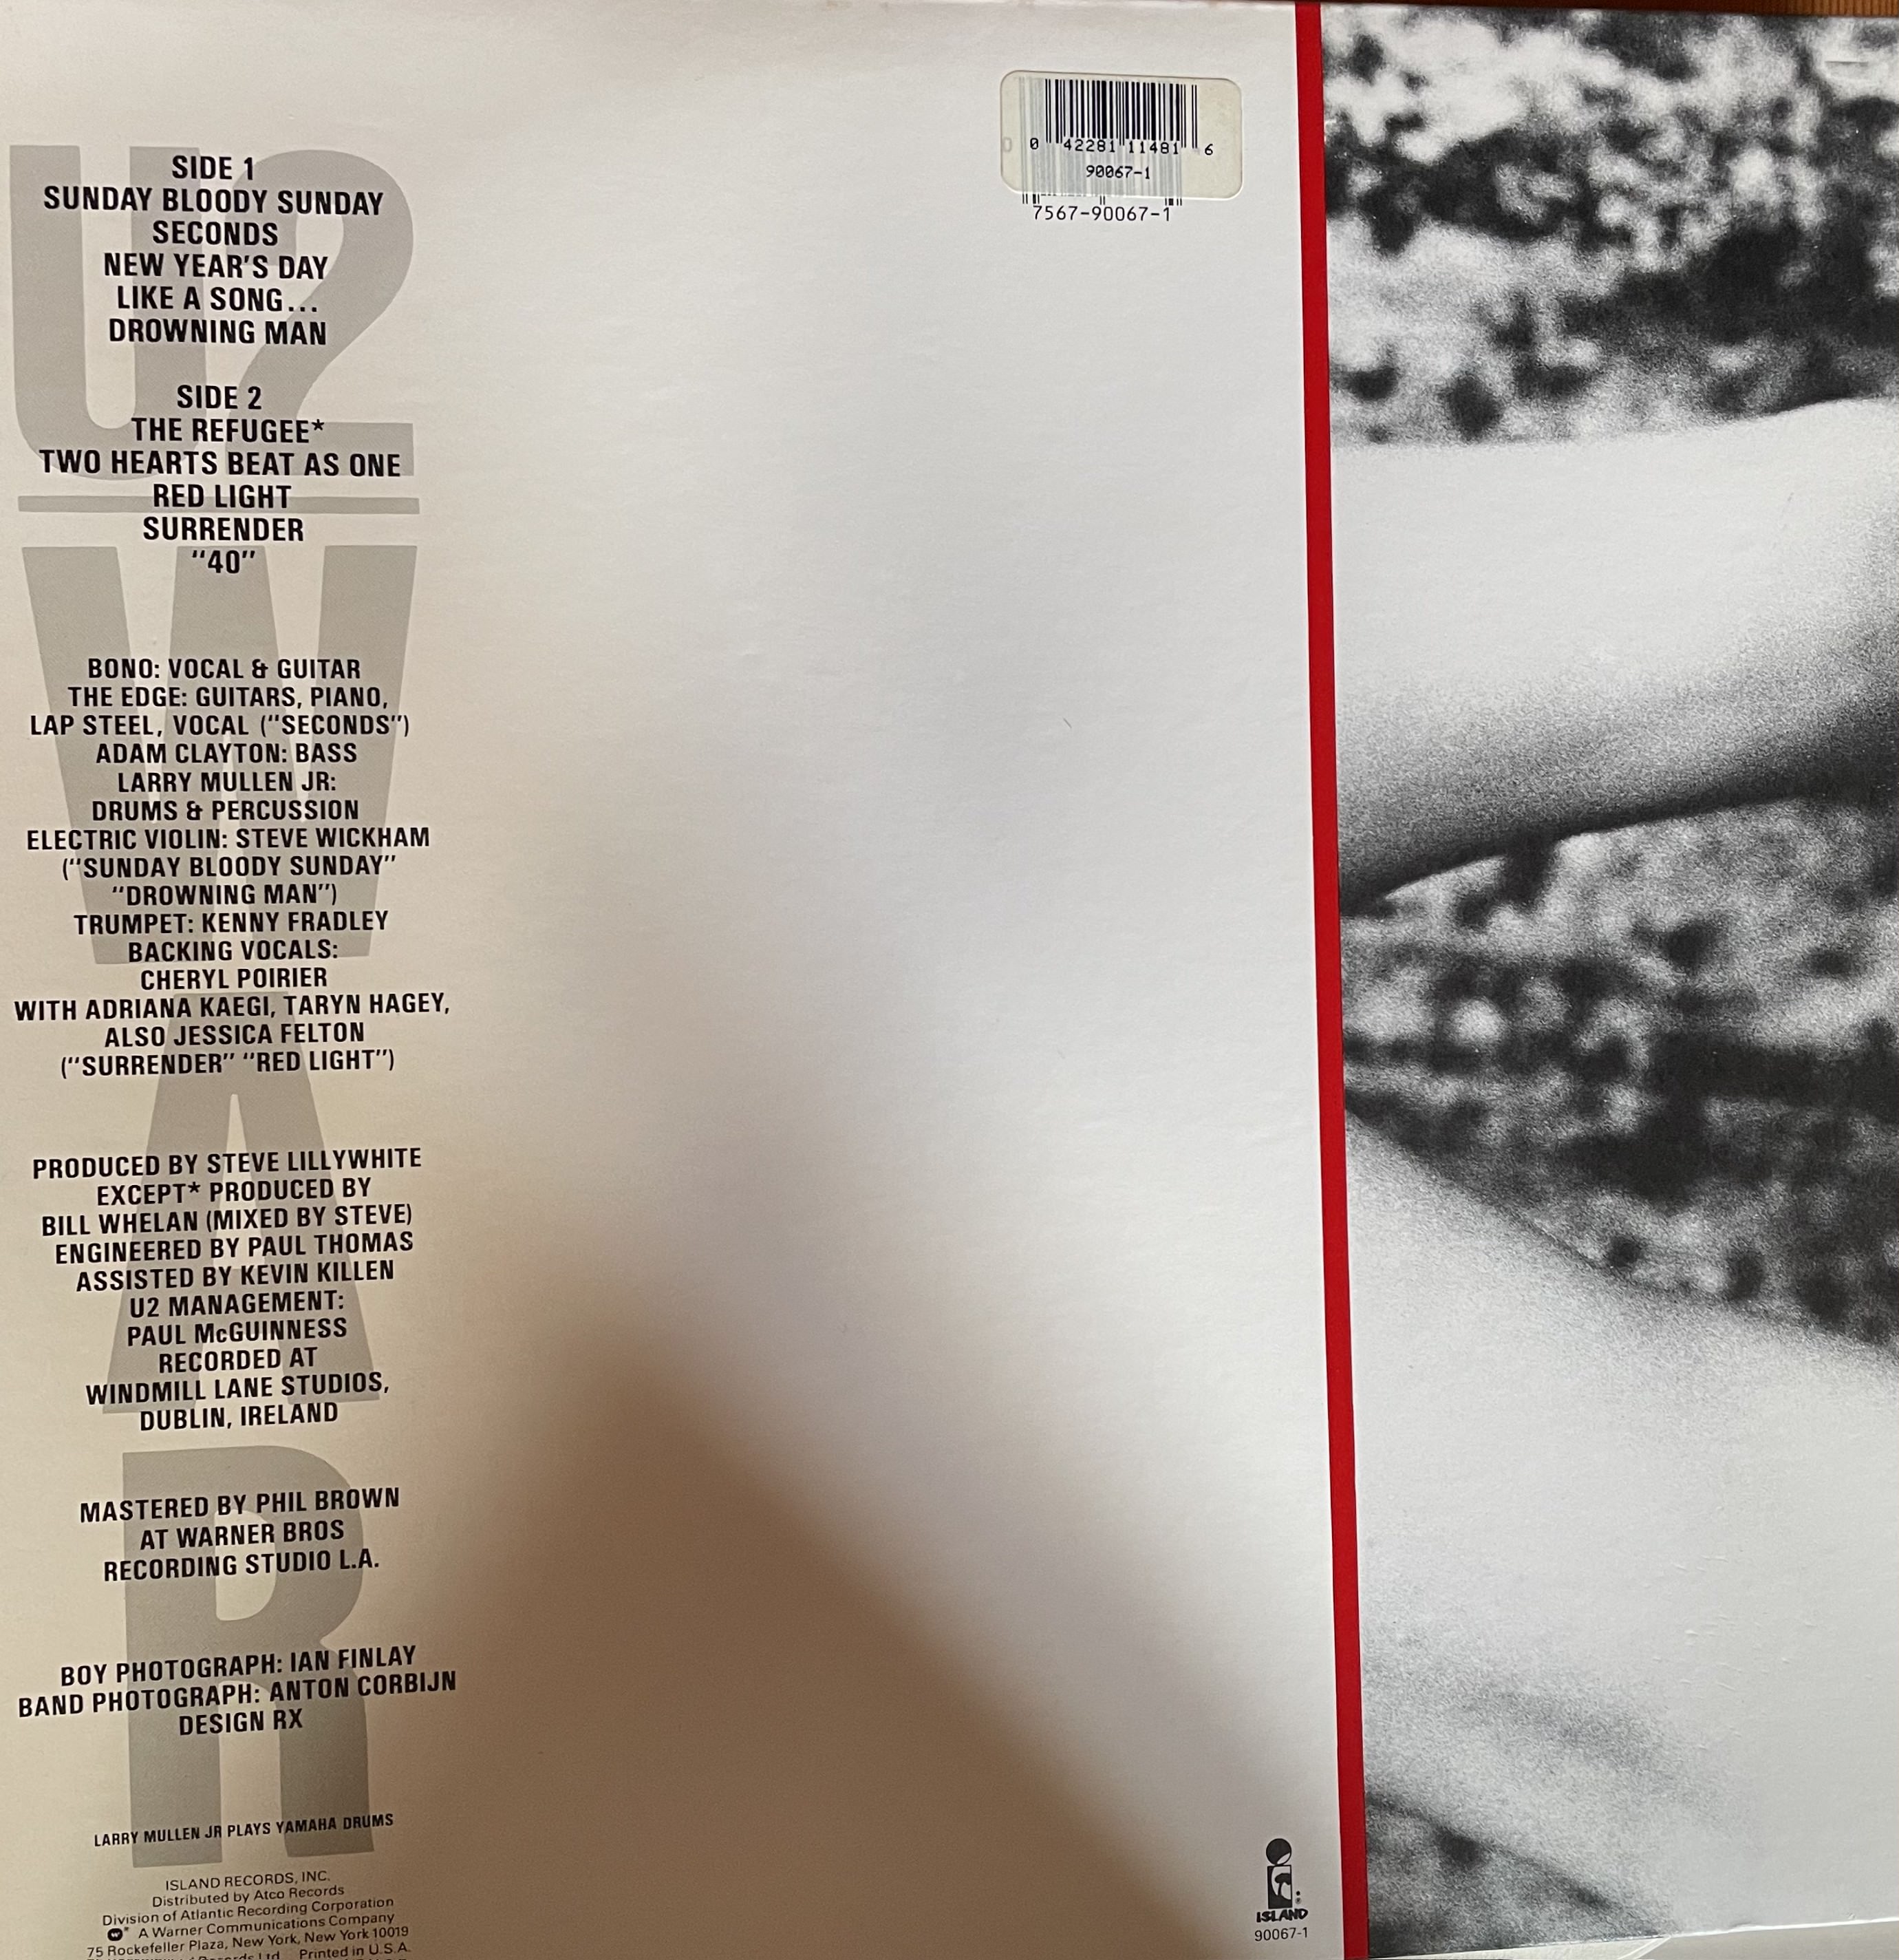 U2
WAR
SIDE 1
SUNDAY BLOODY SUNDAY
SECONDS
NEW YEAR'S DAY
LIKE A SONG...
DROWNING MAN
SIDE 2
THE REFUGEE*
TWO HEARTS BEAT AS ONE
RED LIGHT
SURRENDER
"40"
BONO: VOCAL & GUITAR
THE EDGE: GUITARS, PIANO,
LAP STEEL, VOCAL ("SECONDS")
ADAM CLAYTON: BASS
LARRY MULLEN JR:
DRUMS & PERCUSSION
ELECTRIC VIOLIN: STEVE WICKHAM
("SUNDAY BLOODY SUNDAY"
"DROWNING MAN")
TRUMPET: KENNY FRADLEY
BACKING VOCALS:
CHERYL POIRIER
WITH ADRIANA KAEGI, TARYN HAGEY,
ALSO JESSICA FELTON
("SURRENDER" "RED LIGHT")
PRODUCED BY STEVE LILLYWHITE
EXCEPT* PRODUCED BY
BILL WHELAN (MIXED BY STEVE)
ENGINEERED BY PAUL THOMAS
ASSISTED BY KEVIN KILLEN
U2 MANAGEMENT:
PAUL McGUINNESS
RECORDED AT
WINDMILL LANE STUDIOS,
DUBLIN, IRELAND
MASTERED BY PHIL BROWN
AT WARNER BROS
RECORDING STUDIO L.A.
BOY PHOTOGRAPH: IAN FINLAY
BAND PHOTOGRAPH: ANTON CORBIJN
DESIGN RX
LARRY MULLEN JR PLAYS YAMAHA DRUMS
ISLAND RECORDS, INC.
Distributed by Atco Records
Division of Atlantic Recording Corporation
A Warner Communications Company
75 Rockefeller Plaza, New York, New York 10019
Records Ltd Printed in U.S.A.
0 42281 11481 6
90067-1
7567-90067-1
ISLAND
90067-1